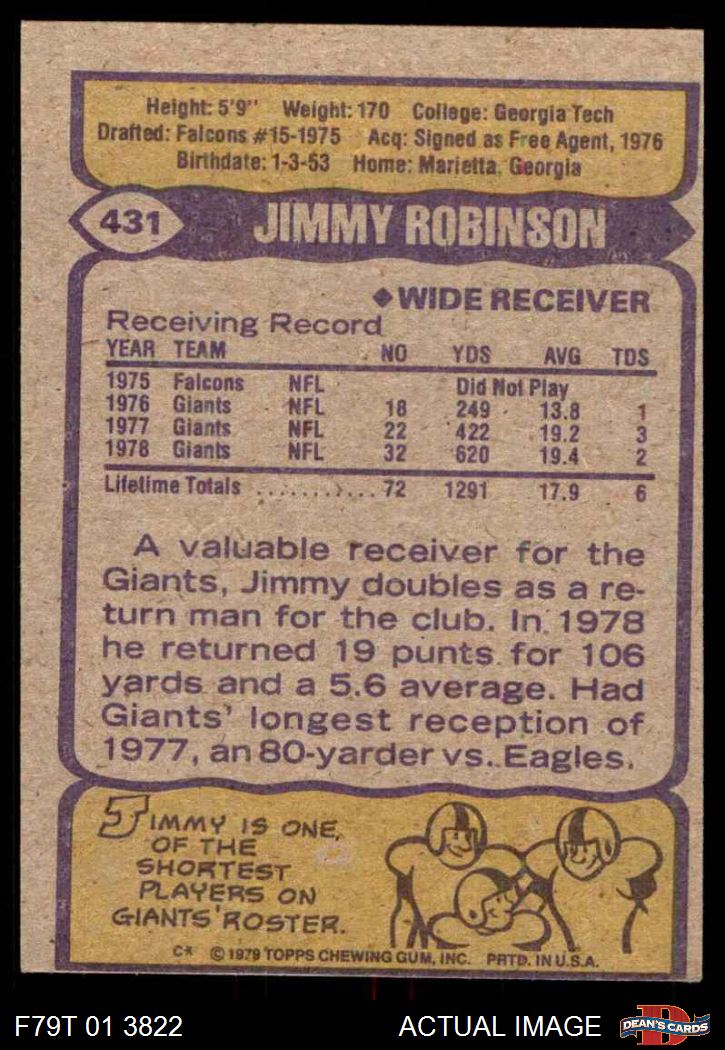 Height: 5'9" Weight: 170 College: Georgia Tech
Drafted: Falcons #15-1975 Acq: Signed as Free Agent, 1976
Birthdate: 1-3-53 Home: Marietta, Georgia
431 JIMMY ROBINSON
◆WIDE RECEIVER
Receiving Record
YEAR TEAM NO YDS AVG TDS
1975 Falcons NFL Did Not Play
1976 Giants NFL 18 249 13.8 1
1977 Giants NFL 22 422 19.2 3
1978 Giants NFL 32 620 19.4 2
Lifetime Totals ........... 72 1291 17.9 6
A valuable receiver for the
Giants, Jimmy doubles as a re-
turn man for the club. In 1978
he returned 19 punts for 106
yards and a 5.6 average. Had
Giants' longest reception of
1977, an 80-yarder vs. Eagles.
JIMMY IS ONE
OF THE
SHORTEST
PLAYERS ON
GIANTS' ROSTER.
C* © 1979 TOPPS CHEWING GUM, INC. PRTD. IN U.S.A.
F79T 01 3822 ACTUAL IMAGE D DEAN'S CARDS